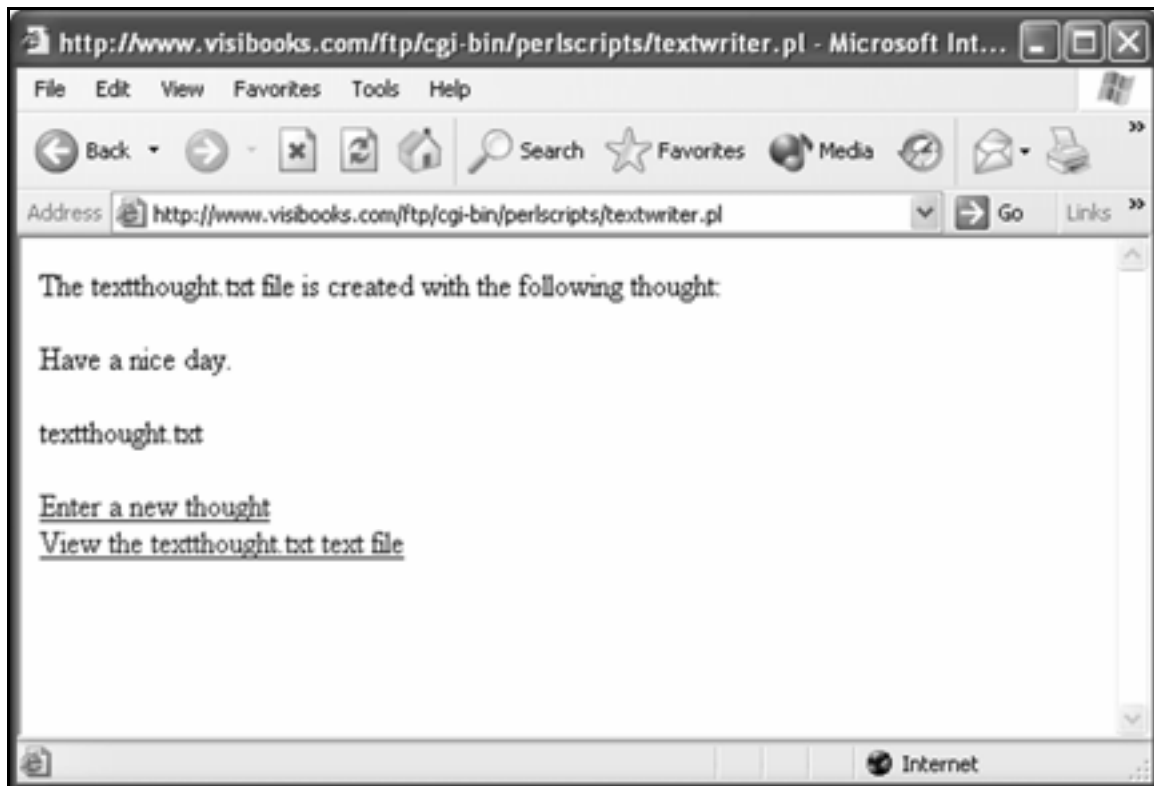 http://www.visibooks.com/ftp/cgi-bin/perlscripts/textwriter.pl - Microsoft Int...
File Edit View Favorites Tools Help
Back Search Favorites Media »
Address http://www.visibooks.com/ftp/cgi-bin/perlscripts/textwriter.pl Go Links »
The textthought.txt file is created with the following thought:
Have a nice day.
textthought.txt
Enter a new thought
View the textthought.txt text file
Internet